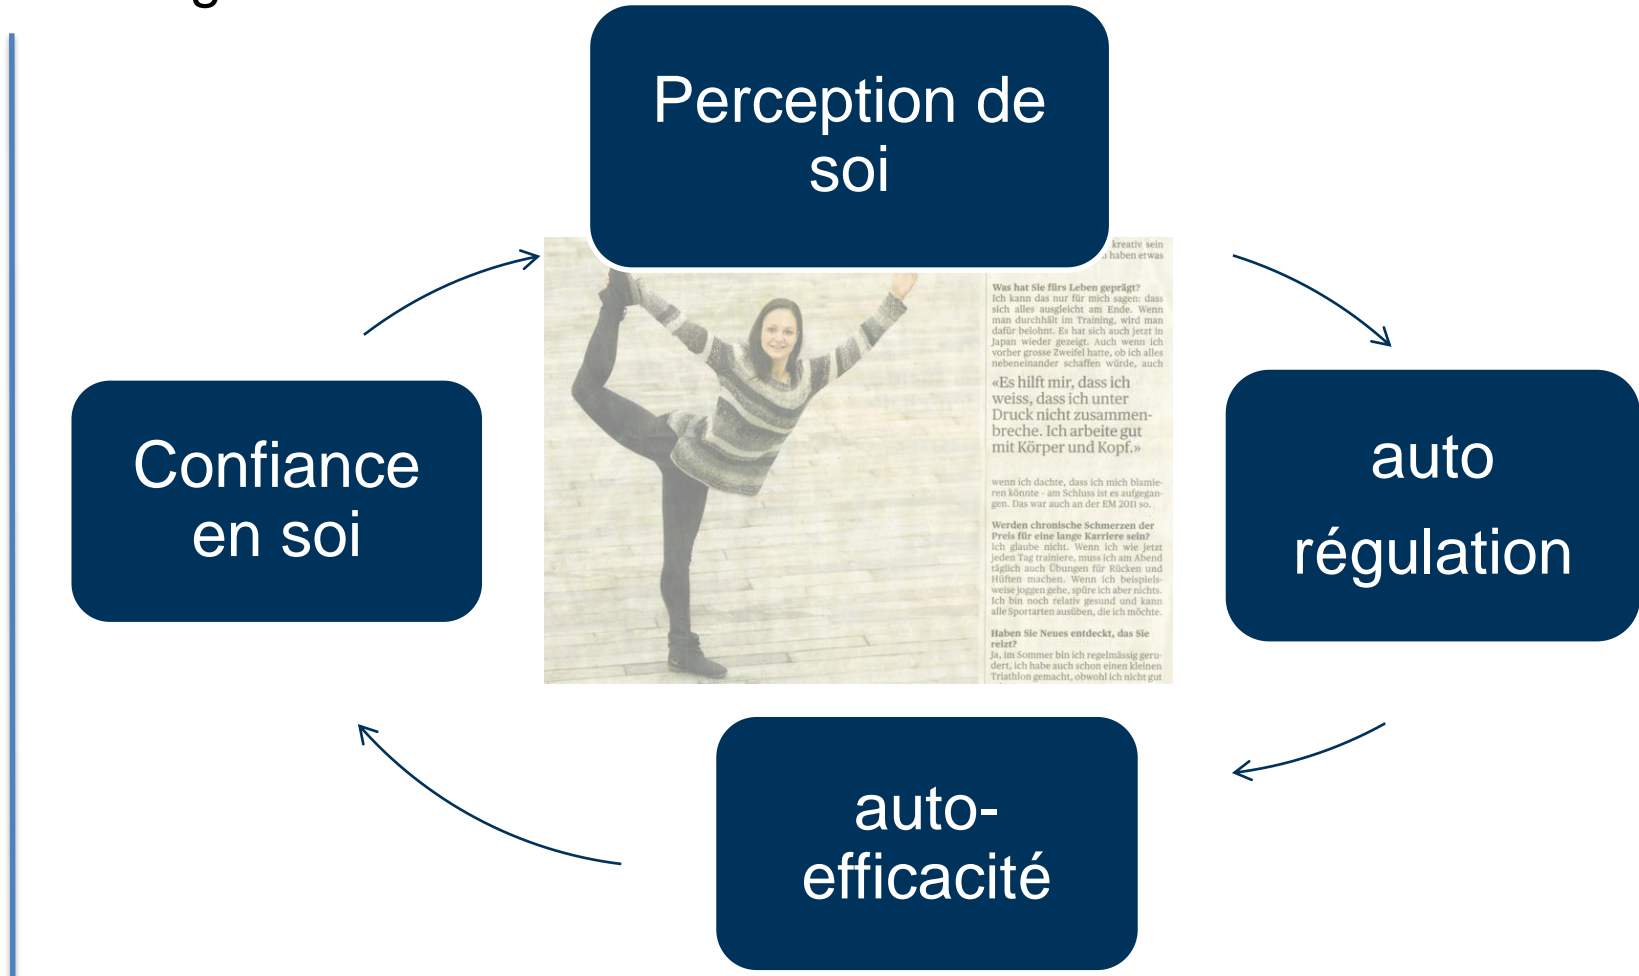 Perception de
soi
kreativ sein
haben etwas
Was hat Sie fürs Leben geprägt?
Ich kann das nur für mich sagen: dass
sich alles ausgleicht am Ende. Wenn
man durchhält im Training, wird man
dafür belohnt. Es hat sich auch jetzt in
Japan wieder gezeigt. Auch wenn ich
vorher grosse Zweifel hatte, ob ich alles
nebeneinander schaffen würde, auch
«Es hilft mir, dass ich
weiss, dass ich unter
Druck nicht zusammen-
breche. Ich arbeite gut
mit Körper und Kopf.»
wenn ich dachte, dass ich mich blamie-
ren könnte – am Schluss ist es aufgegan-
gen. Das war auch an der EM 2011 so.
Werden chronische Schmerzen der
Preis für eine lange Karriere sein?
Ich glaube nicht. Wenn ich wie jetzt
jeden Tag trainiere, muss ich am Abend
täglich auch Übungen für Rücken und
Hüften machen. Wenn ich beispiels-
weise joggen gehe, spüre ich aber nichts.
Ich bin noch relativ gesund und kann
alle Sportarten ausüben, die ich möchte.
Haben Sie Neues entdeckt, das Sie
reizt?
Ja, im Sommer bin ich regelmässig geru-
dert, ich habe auch schon einen kleinen
Triathlon gemacht, obwohl ich nicht gut
auto
régulation
auto-
efficacité
Confiance
en soi